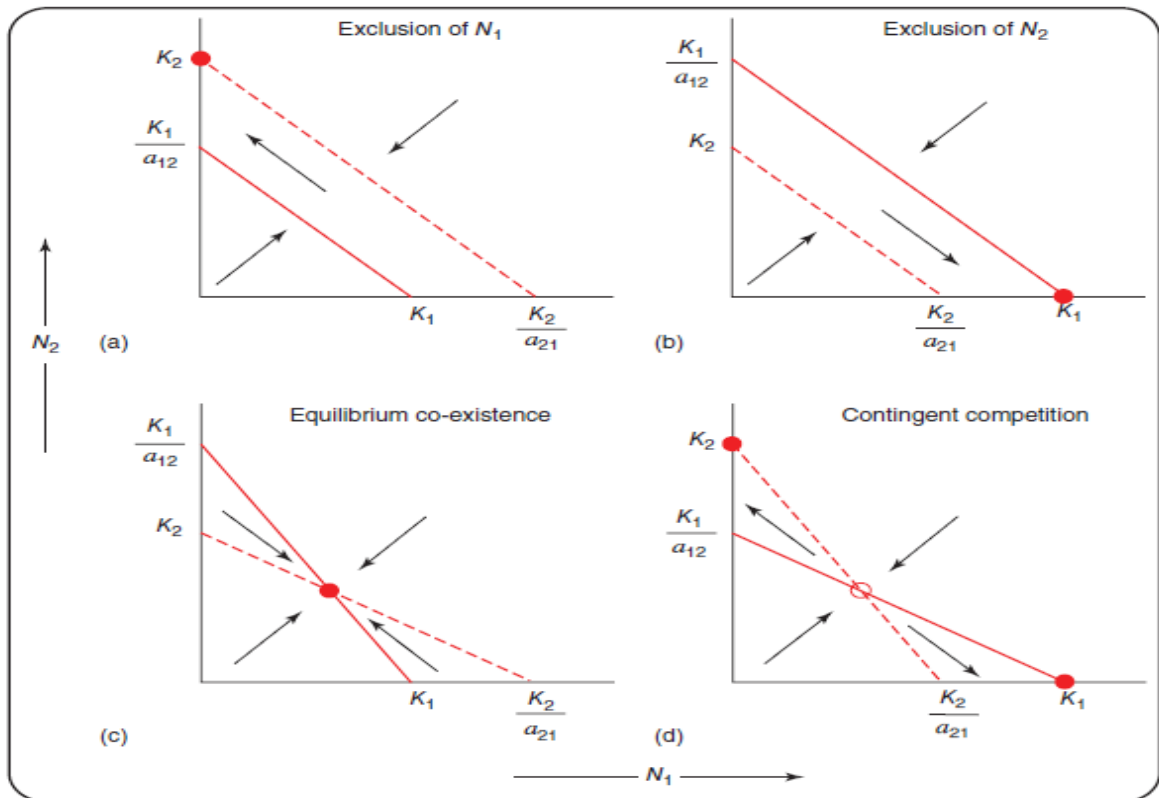 Exclusion of N₁
K₂
K₁
a₁₂
K₁
K₂
a₂₁
(a)
Exclusion of N₂
K₁
a₁₂
K₂
K₂
a₂₁
K₁
(b)
N₂
Equilibrium co-existence
K₁
a₁₂
K₂
K₁
K₂
a₂₁
(c)
Contingent competition
K₂
K₁
a₁₂
K₂
a₂₁
K₁
(d)
N₁